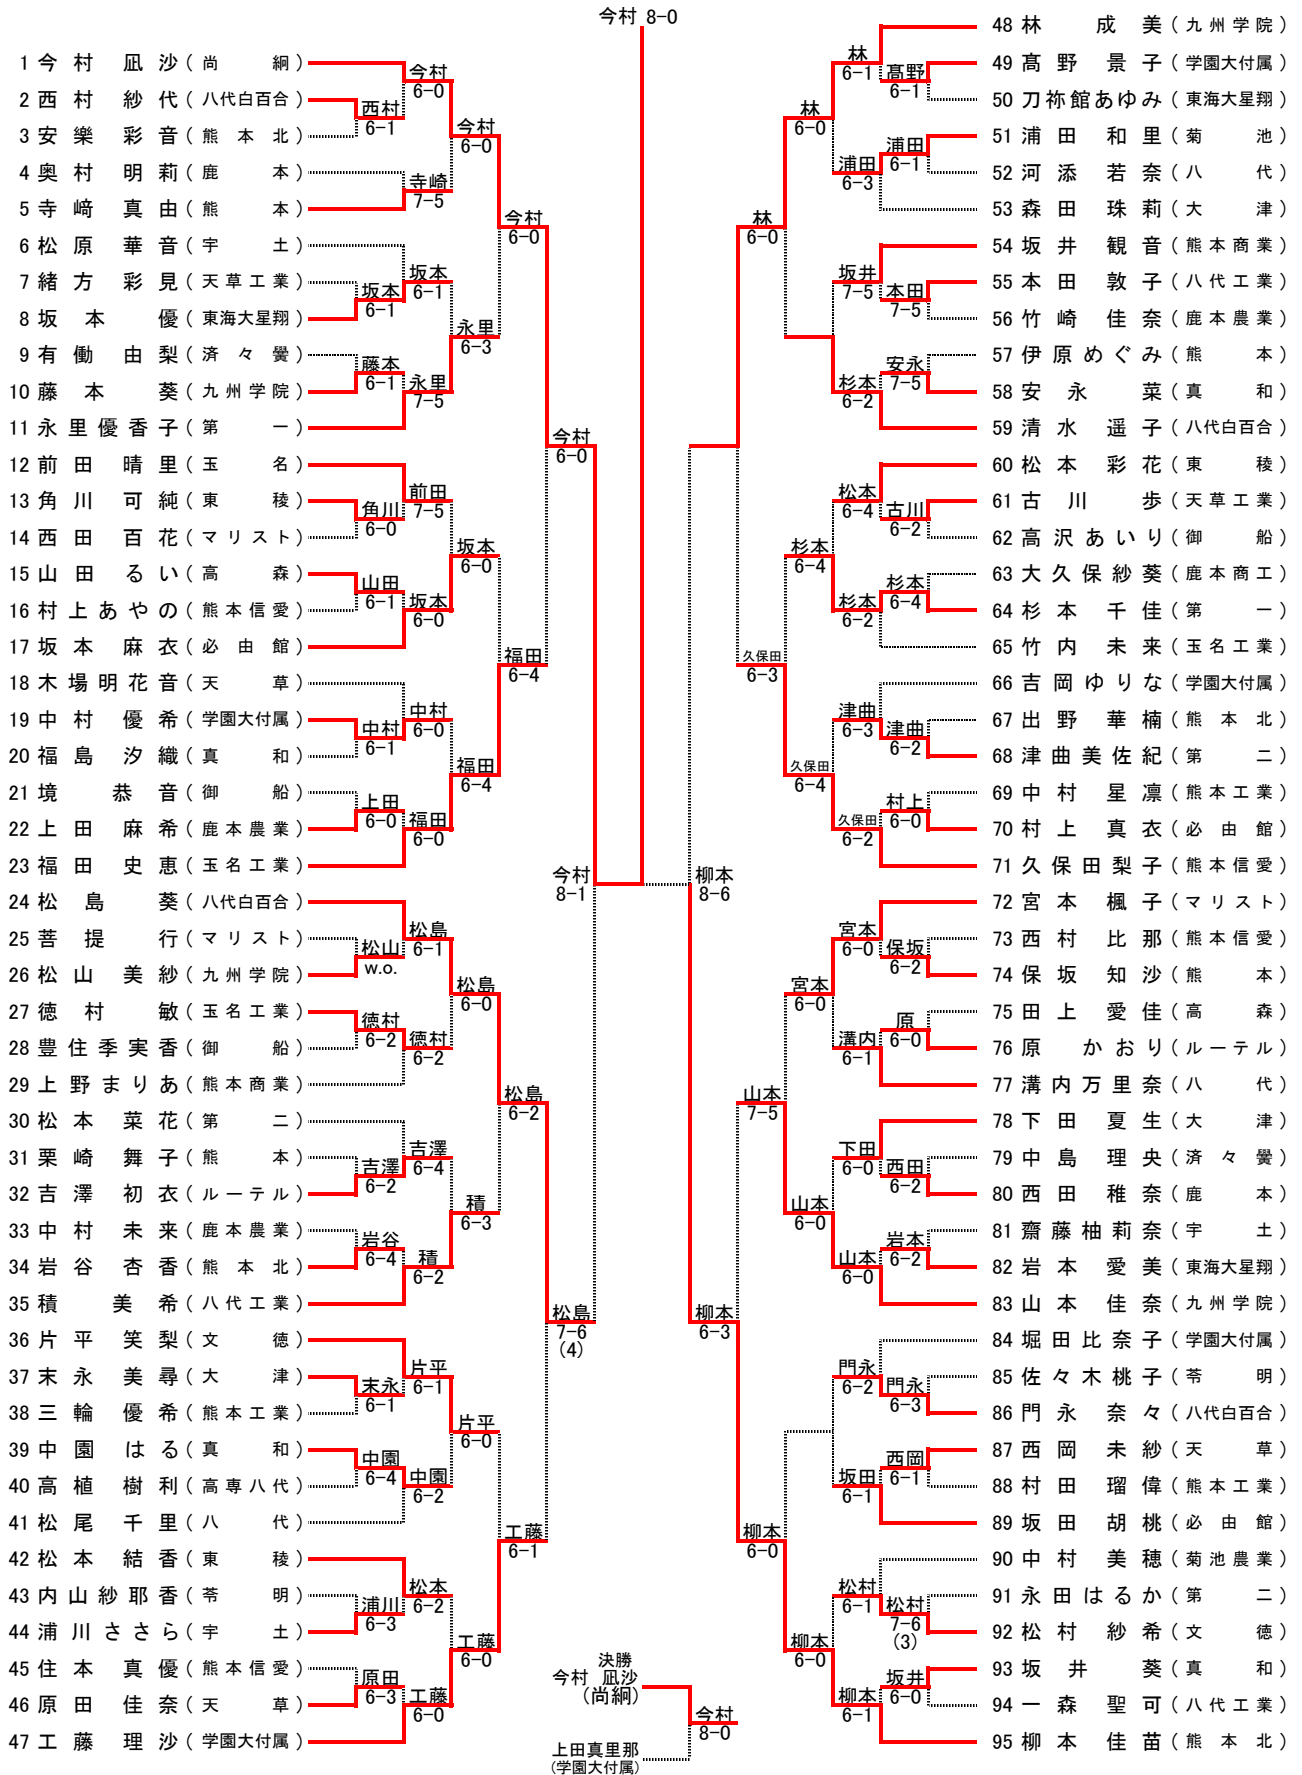 今村 8-0
1 今村凪沙(尚絅)
2 西村紗代(八代白百合)
3 安樂彩音(熊本北)
4 奥村明莉(鹿本)
5 寺﨑真由(熊本)
6 松原華音(宇土)
7 緒方彩見(天草工業)
8 坂本優(東海大星翔)
9 有働由梨(済々黌)
10 藤本葵(九州学院)
11 永里優香子(第一)
12 前田晴里(玉名)
13 角川可純(東稜)
14 西田百花(マリスト)
15 山田るい(高森)
16 村上あやの(熊本信愛)
17 坂本麻衣(必由館)
18 木場明花音(天草)
19 中村優希(学園大付属)
20 福島汐織(真和)
21 境恭音(御船)
22 上田麻希(鹿本農業)
23 福田史恵(玉名工業)
24 松島葵(八代白百合)
25 菩提行(マリスト)
26 松山美紗(九州学院)
27 徳村敏(玉名工業)
28 豊住季実香(御船)
29 上野まりあ(熊本商業)
30 松本菜花(第二)
31 栗崎舞子(熊本)
32 吉澤初衣(ルーテル)
33 中村未来(鹿本農業)
34 岩谷杏香(熊本北)
35 積美希(八代工業)
36 片平笑梨(文徳)
37 末永美尋(大津)
38 三輪優希(熊本工業)
39 中園はる(真和)
40 高植樹利(高専八代)
41 松尾千里(八代)
42 松本結香(東稜)
43 内山紗耶香(苓明)
44 浦川ささら(宇土)
45 住本真優(熊本信愛)
46 原田佳奈(天草)
47 工藤理沙(学園大付属)
西村
6-1
坂本
6-1
藤本
6-1
角川
6-0
山田
6-1
中村
6-1
上田
6-0
松山
w.o.
徳村
6-2
吉澤
6-2
岩谷
6-4
末永
6-1
中園
6-4
浦川
6-3
原田
6-3
今村
6-0
寺崎
7-5
坂本
6-1
永里
7-5
前田
7-5
坂本
6-0
中村
6-0
福田
6-0
松島
6-1
徳村
6-2
吉澤
6-4
積
6-2
片平
6-1
中園
6-2
松本
6-2
工藤
6-0
今村
6-0
永里
6-3
坂本
6-0
福田
6-4
松島
6-0
積
6-3
片平
6-0
工藤
6-0
今村
6-0
福田
6-4
松島
6-2
工藤
6-1
今村
6-0
松島
7-6
(4)
今村
8-1
柳本
8-6
柳本
6-3
林
6-0
久保田
6-3
山本
7-5
柳本
6-0
林
6-0
杉本
6-4
久保田
6-4
宮本
6-0
山本
6-0
柳本
6-0
林
6-1
浦田
6-3
坂井
7-5
杉本
6-2
松本
6-4
杉本
6-2
津曲
6-3
久保田
6-2
宮本
6-0
溝内
6-1
下田
6-0
山本
6-0
門永
6-2
坂田
6-1
松村
6-1
柳本
6-1
髙野
6-1
浦田
6-1
本田
7-5
安永
7-5
古川
6-2
杉本
6-4
津曲
6-2
村上
6-0
保坂
6-2
原
6-0
西田
6-2
岩本
6-2
門永
6-3
西岡
6-1
松村
7-6
(3)
坂井
6-0
48 林成美(九州学院)
49 髙野景子(学園大付属)
50 刀祢館あゆみ(東海大星翔)
51 浦田和里(菊池)
52 河添若奈(八代)
53 森田珠莉(大津)
54 坂井観音(熊本商業)
55 本田敦子(八代工業)
56 竹崎佳奈(鹿本農業)
57 伊原めぐみ(熊本)
58 安永菜(真和)
59 清水遥子(八代白百合)
60 松本彩花(東稜)
61 古川歩(天草工業)
62 高沢あいり(御船)
63 大久保紗葵(鹿本商工)
64 杉本千佳(第一)
65 竹内未来(玉名工業)
66 吉岡ゆりな(学園大付属)
67 出野華楠(熊本北)
68 津曲美佐紀(第二)
69 中村星凛(熊本工業)
70 村上真衣(必由館)
71 久保田梨子(熊本信愛)
72 宮本楓子(マリスト)
73 西村比那(熊本信愛)
74 保坂知沙(熊本)
75 田上愛佳(高森)
76 原かおり(ルーテル)
77 溝内万里奈(八代)
78 下田夏生(大津)
79 中島理央(済々黌)
80 西田稚奈(鹿本)
81 齋藤柚莉奈(宇土)
82 岩本愛美(東海大星翔)
83 山本佳奈(九州学院)
84 堀田比奈子(学園大付属)
85 佐々木桃子(苓明)
86 門永奈々(八代白百合)
87 西岡未紗(天草)
88 村田瑠偉(熊本工業)
89 坂田胡桃(必由館)
90 中村美穂(菊池農業)
91 永田はるか(第二)
92 松村紗希(文徳)
93 坂井葵(真和)
94 一森聖可(八代工業)
95 柳本佳苗(熊本北)
決勝
今村 凪沙
(尚絅)
今村
8-0
上田真里那
(学園大付属)